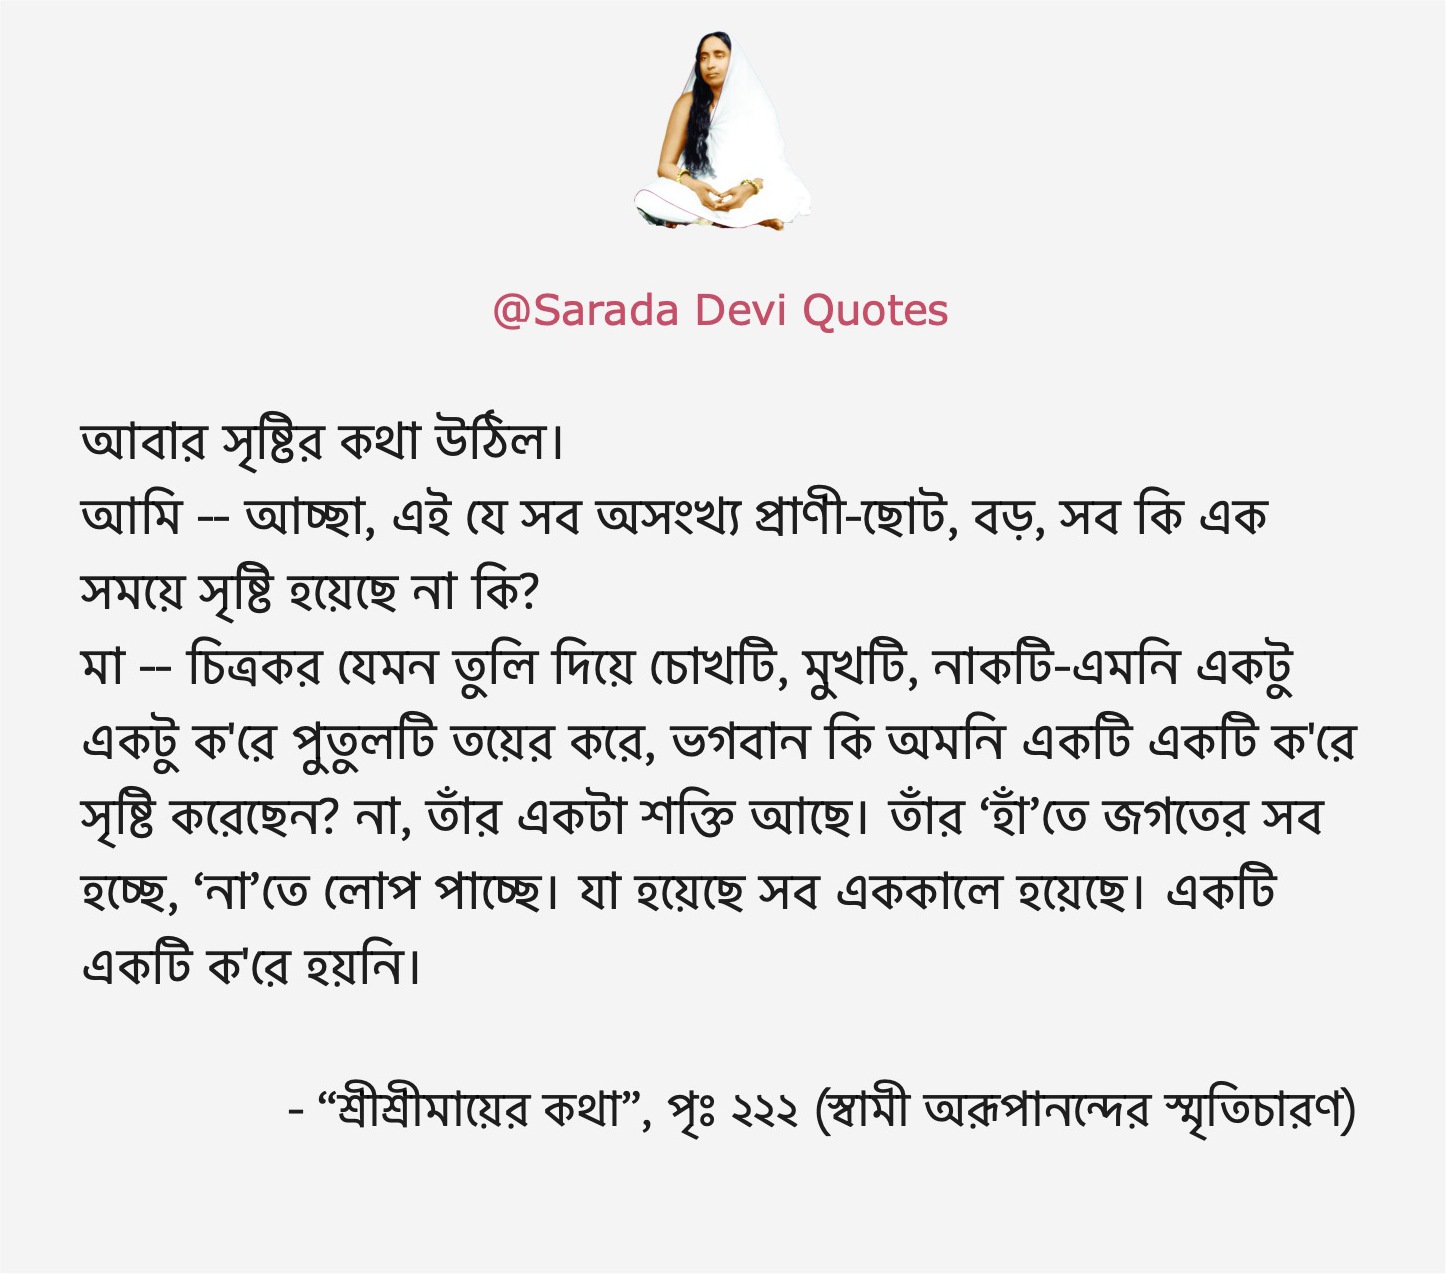 @Sarada Devi Quotes
আবার সৃষ্টির কথা উঠিল।
আমি -- আচ্ছা, এই যে সব অসংখ্য প্রাণী-ছোট, বড়, সব কি এক
সময়ে সৃষ্টি হয়েছে না কি?
মা -- চিত্রকর যেমন তুলি দিয়ে চোখটি, মুখটি, নাকটি-এমনি একটু
একটু ক'রে পুতুলটি তয়ের করে, ভগবান কি অমনি একটি একটি ক'রে
সৃষ্টি করেছেন? না, তাঁর একটা শক্তি আছে। তাঁর ‘হাঁ’তে জগতের সব
হচ্ছে, ‘না’তে লোপ পাচ্ছে। যা হয়েছে সব এককালে হয়েছে। একটি
একটি ক'রে হয়নি।
- “শ্রীশ্রীমায়ের কথা”, পৃঃ ২২২ (স্বামী অরূপানন্দের স্মৃতিচারণ)